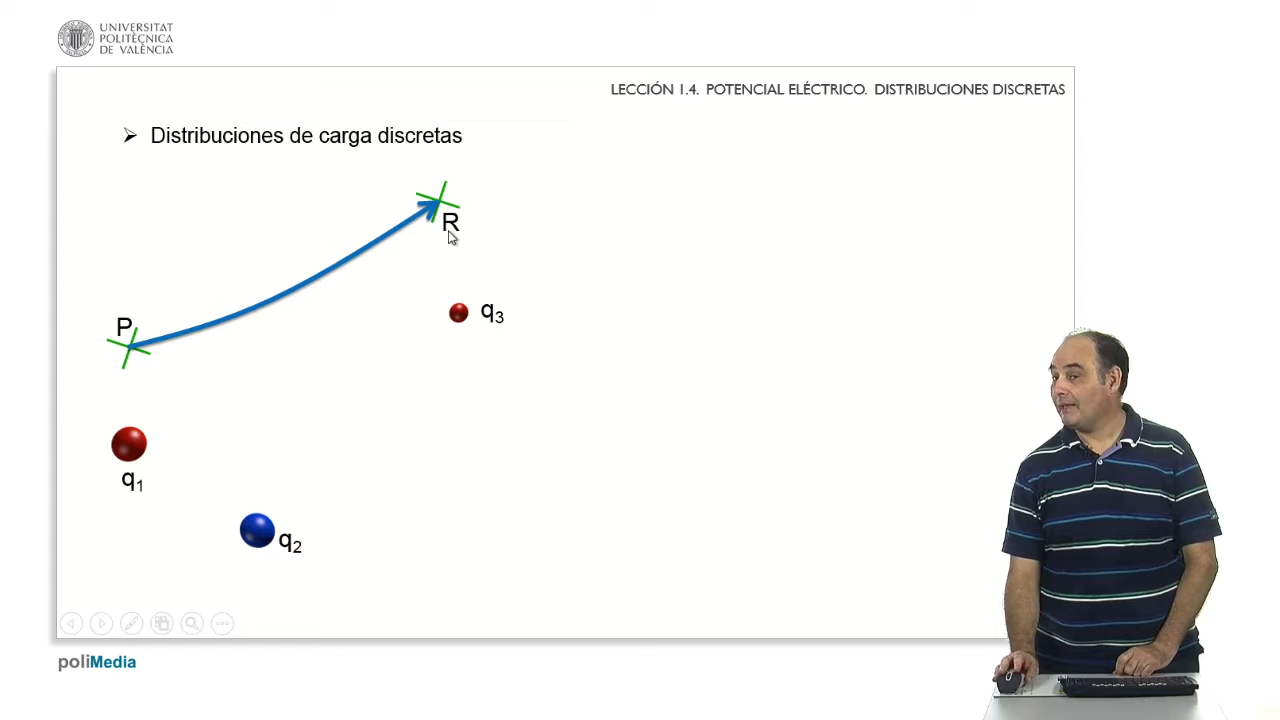 UNIVERSITAT
POLITÈCNICA
DE VALÈNCIA
LECCIÓN 1.4. POTENCIAL ELÉCTRICO. DISTRIBUCIONES DISCRETAS
➢ Distribuciones de carga discretas
R
q₃
P
q₁
q₂
poliMedia